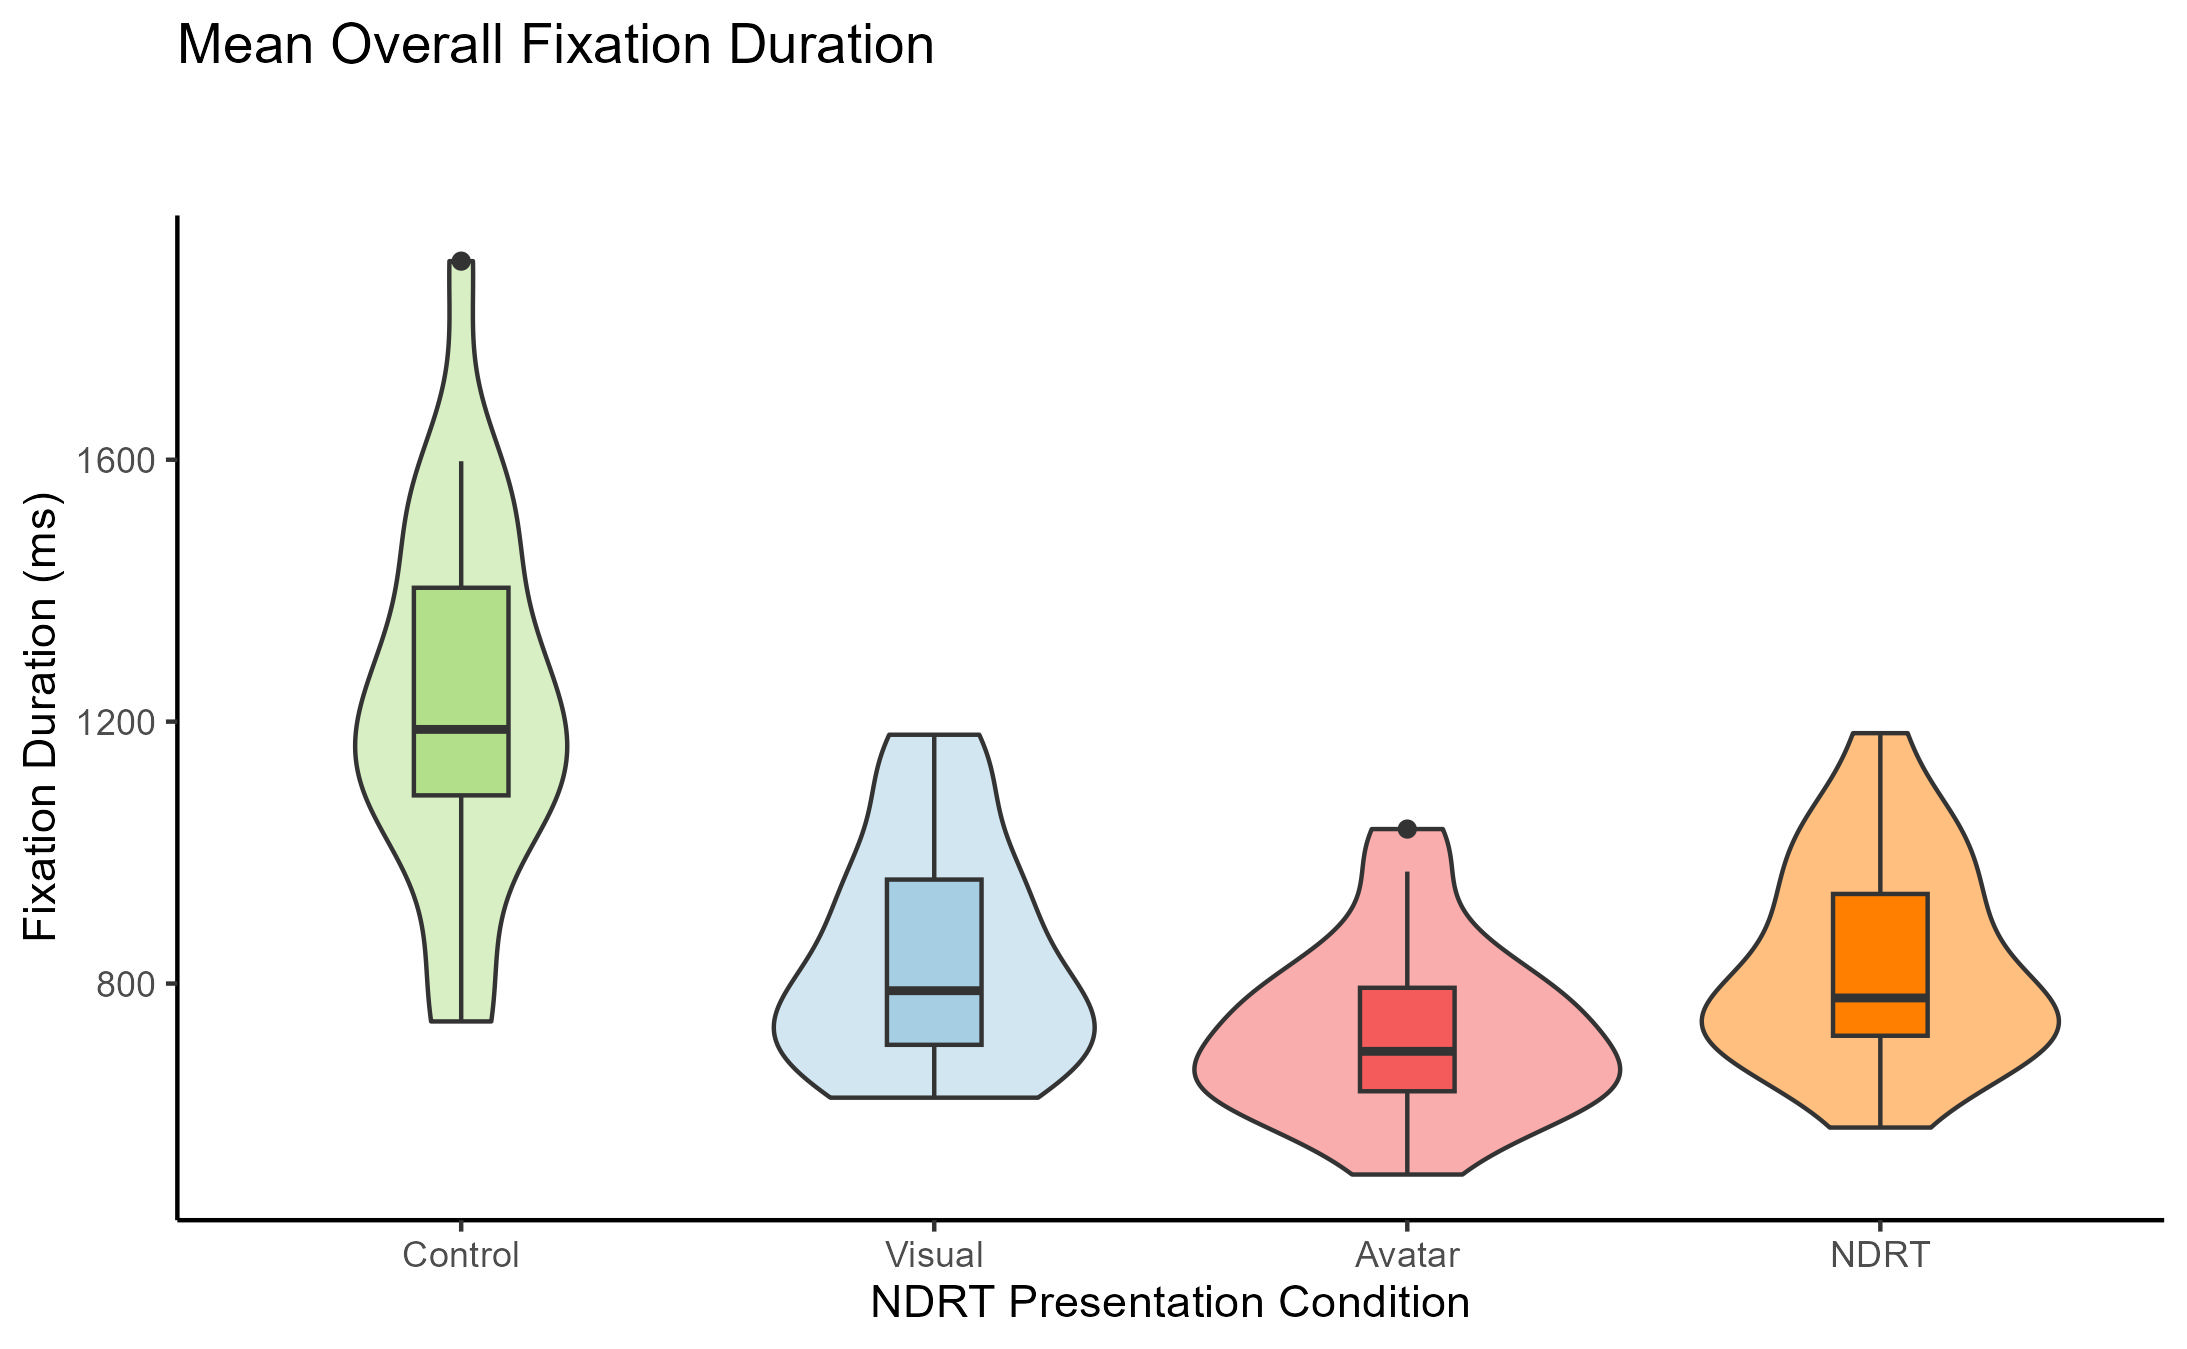 Mean Overall Fixation Duration
Fixation Duration (ms)
1600
1200
800
Control
Visual
Avatar
NDRT
NDRT Presentation Condition